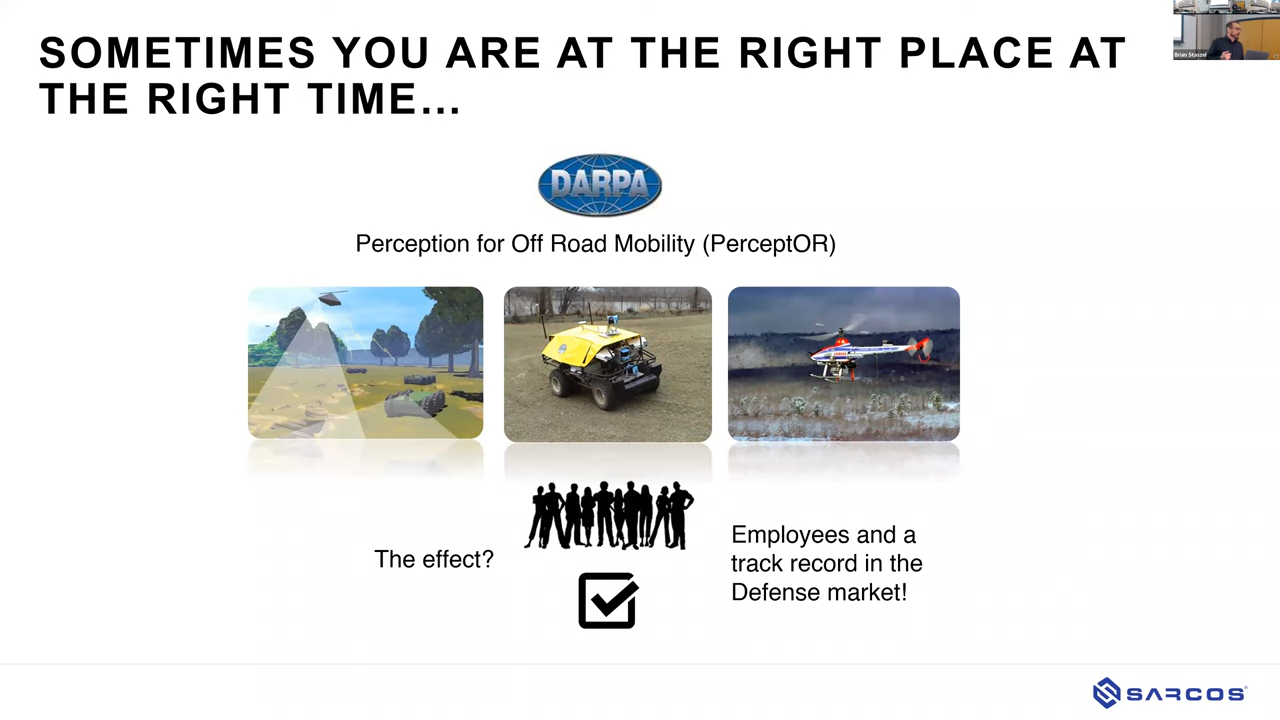 SOMETIMES YOU ARE AT THE RIGHT PLACE AT
THE RIGHT TIME...
DARPA
Perception for Off Road Mobility (PerceptOR)
The effect?
Employees and a
track record in the
Defense market!
SARCOS